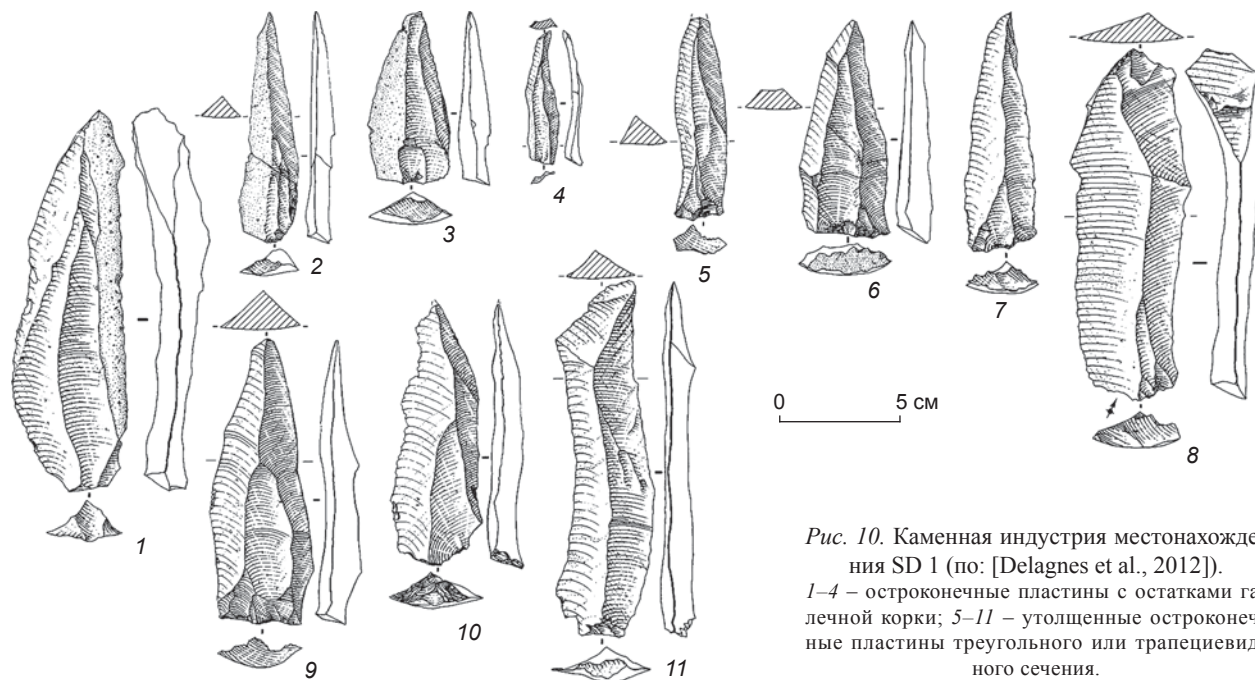 1
2
3
4
5
6
7
8
9
10
11
0 5 см
Рис. 10. Каменная индустрия местонахожде-
ния SD 1 (по: [Delagnes et al., 2012]).
1–4 – остроконечные пластины с остатками га-
лечной корки; 5–11 – утолщенные остроконеч-
ные пластины треугольного или трапециевид-
ного сечения.